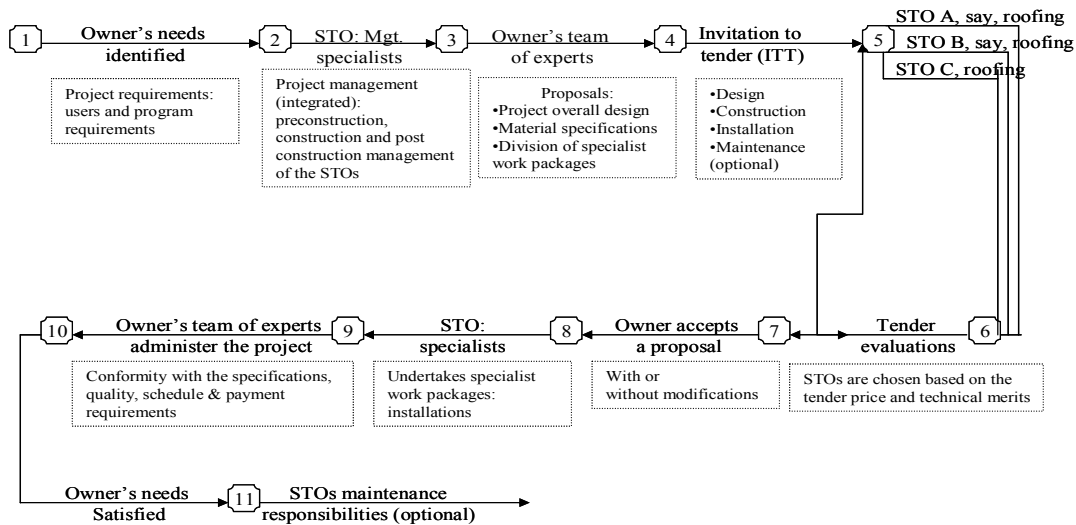 1
Owner's needs
identified
Project requirements:
users and program
requirements
2
STO: Mgt.
specialists
Project management
(integrated):
preconstruction,
construction and post
construction management
of the STOs
3
Owner's team
of experts
Proposals:
•Project overall design
•Material specifications
•Division of specialist
work packages
4
Invitation to
tender (ITT)
•Design
•Construction
•Installation
•Maintenance
(optional)
5
STO A, say, roofing
STO B, say, roofing
STO C, roofing
6
Tender
evaluations
STOs are chosen based on the
tender price and technical merits
7
Owner accepts
a proposal
With or
without modifications
8
STO:
specialists
Undertakes specialist
work packages:
installations
9
Owner's team of experts
administer the project
Conformity with the specifications,
quality, schedule & payment
requirements
10
Owner's needs
Satisfied
11
STOs maintenance
responsibilities (optional)